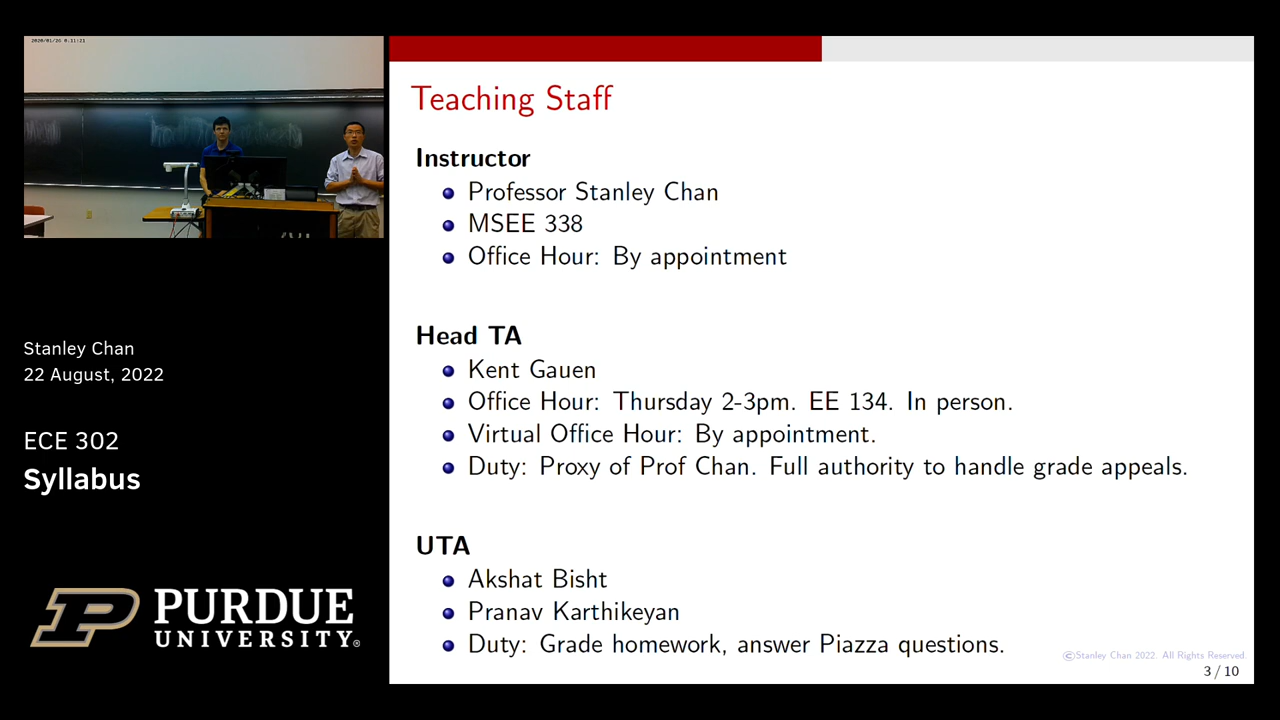 Stanley Chan
22 August, 2022
ECE 302
Syllabus
PURDUE
UNIVERSITY®
Teaching Staff
Instructor
Professor Stanley Chan
MSEE 338
Office Hour: By appointment
Head TA
Kent Gauen
Office Hour: Thursday 2-3pm. EE 134. In person.
Virtual Office Hour: By appointment.
Duty: Proxy of Prof Chan. Full authority to handle grade appeals.
UTA
Akshat Bisht
Pranav Karthikeyan
Duty: Grade homework, answer Piazza questions.
©Stanley Chan 2022. All Rights Reserved.
3 / 10